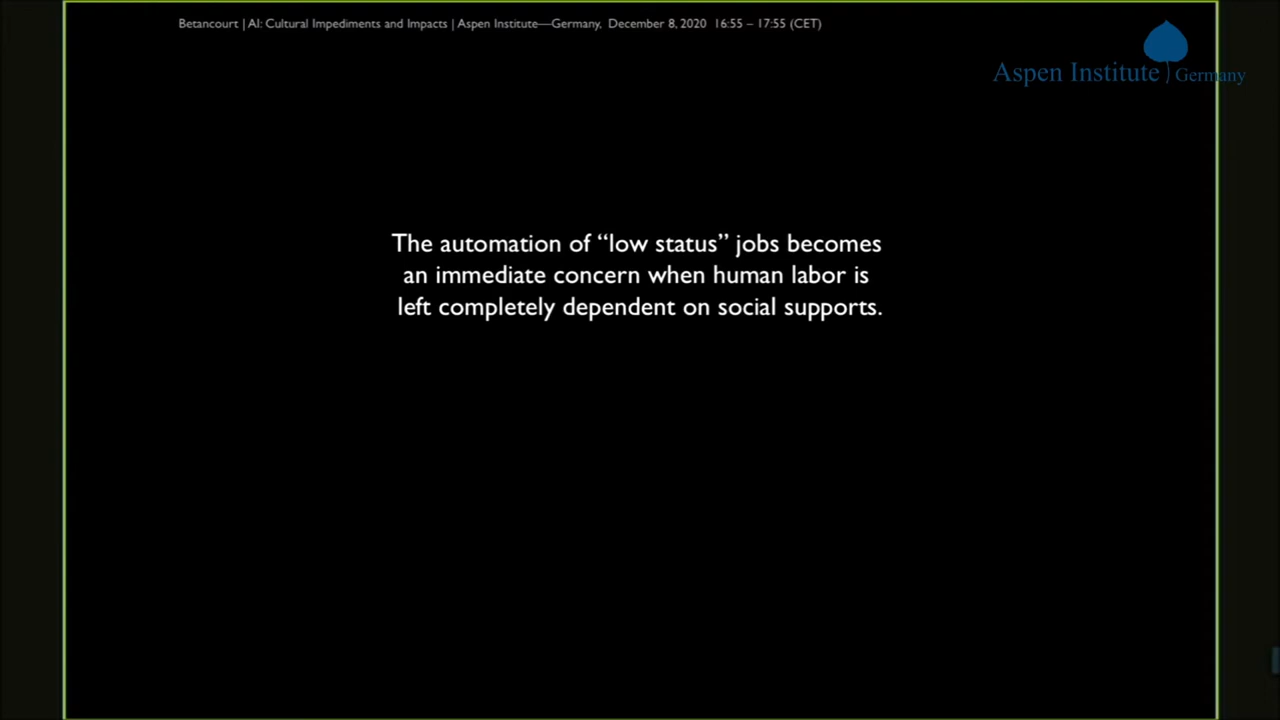 Betancourt | AI: Cultural Impediments and Impacts | Aspen Institute—Germany, December 8, 2020 16:55 – 17:55 (CET)
Aspen Institute Germany
The automation of “low status” jobs becomes
an immediate concern when human labor is
left completely dependent on social supports.